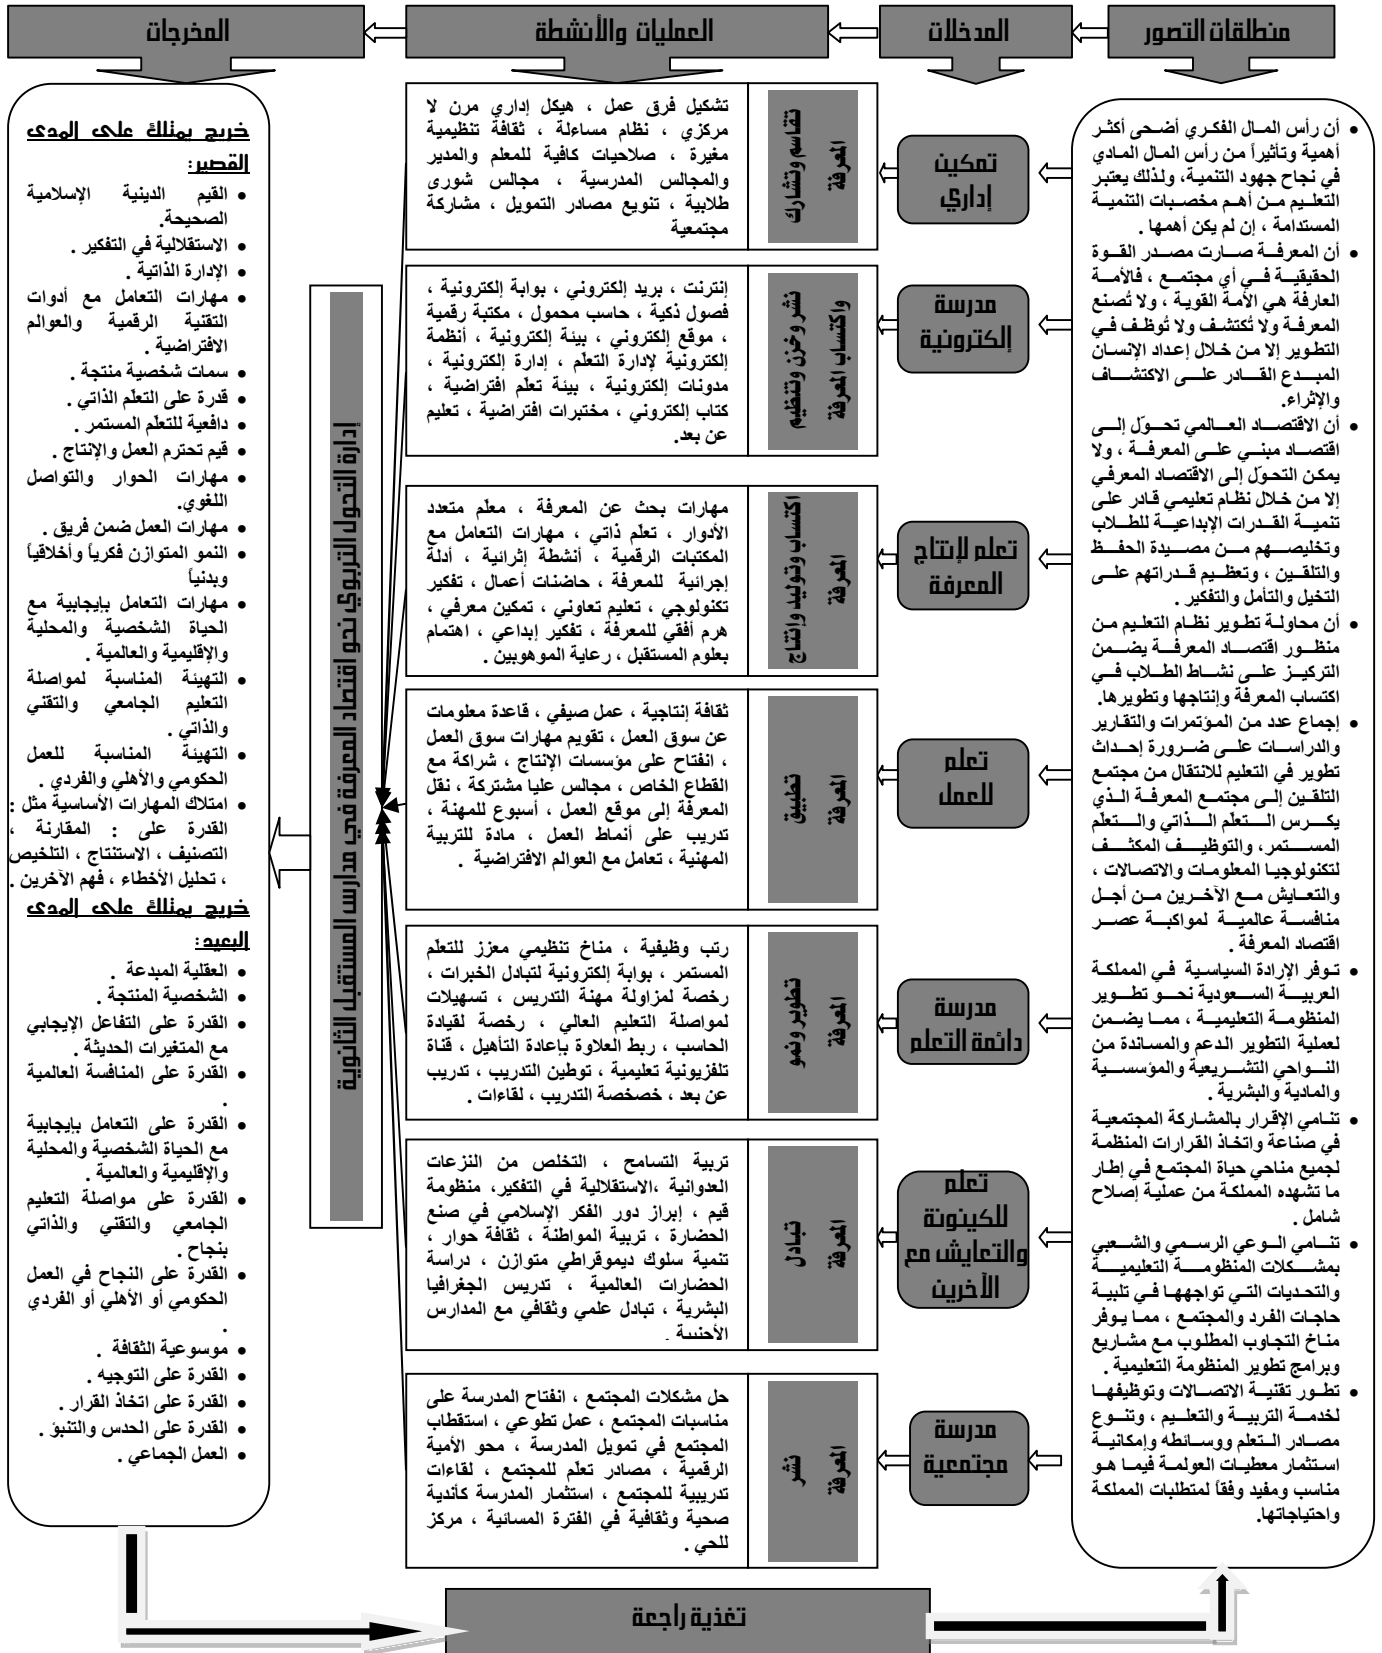 منطلقات التصور
المدخلات
العمليات والأنشطة
المخرجات
• أن رأس المال الفكري أضحى أكثر
أهمية وتأثيراً من رأس المال المادي
في نجاح جهود التنمية، ولذلك يعتبر
التعليم من أهم مخصبات التنمية
المستدامة ، إن لم يكن أهمها .
• أن المعرفة صارت مصدر القوة
الحقيقية في أي مجتمع ، فالأمة
العارفة هي الأمة القوية ، ولا تُصنع
المعرفة ولا تُكتشف ولا تُوظف في
التطوير إلا من خلال إعداد الإنسان
المبدع القادر على الاكتشاف
والإثراء.
• أن الاقتصاد العالمي تحوّل إلى
اقتصاد مبني على المعرفة ، ولا
يمكن التحوّل إلى الاقتصاد المعرفي
إلا من خلال نظام تعليمي قادر على
تنمية القدرات الإبداعية للطلاب
وتخليصهم من مصيدة الحفظ
والتلقين ، وتعظيم قدراتهم على
التخيل والتأمل والتفكير .
• أن محاولة تطوير نظام التعليم من
منظور اقتصاد المعرفة يضمن
التركيز على نشاط الطلاب في
اكتساب المعرفة وإنتاجها وتطويرها.
• إجماع عدد من المؤتمرات والتقارير
والدراسات على ضرورة إحداث
تطوير في التعليم للانتقال من مجتمع
التلقين إلى مجتمع المعرفة الذي
يكرس التعلّم الذاتي والتعلّم
المستمر، والتوظيف المكثف
لتكنولوجيا المعلومات والاتصالات ،
والتعايش مع الآخرين من أجل
منافسة عالمية لمواكبة عصر
اقتصاد المعرفة .
• توفر الإرادة السياسية في المملكة
العربية السعودية نحو تطوير
المنظومة التعليمية ، مما يضمن
لعملية التطوير الدعم والمساندة من
النواحي التشريعية والمؤسسية
والمادية والبشرية .
• تنامي الإقرار بالمشاركة المجتمعية
في صناعة واتخاذ القرارات المنظمة
لجميع مناحي حياة المجتمع في إطار
ما تشهده المملكة من عملية إصلاح
شامل .
• تنامي الوعي الرسمي والشعبي
بمشكلات المنظومة التعليمية
والتحديات التي تواجهها في تلبية
حاجات الفرد والمجتمع ، مما يوفر
مناخ التجاوب المطلوب مع مشاريع
وبرامج تطوير المنظومة التعليمية .
• تطور تقنية الاتصالات وتوظيفها
لخدمة التربية والتعليم ، وتنوع
مصادر التعلم ووسائطه وإمكانية
استثمار معطيات العولمة فيما هو
مناسب ومفيد وفقاً لمتطلبات المملكة
واحتياجاتها.
تمكين
إداري
تقاسم وتشارك
المعرفة
تشكيل فرق عمل ، هيكل إداري مرن لا
مركزي ، نظام مساءلة ، ثقافة تنظيمية
مغيرة ، صلاحيات كافية للمعلم والمدير
والمجالس المدرسية ، مجالس شورى
طلابية ، تنويع مصادر التمويل ، مشاركة
مجتمعية
مدرسة
إلكترونية
نشر وخزن وتنظيم
واكتساب المعرفة
إنترنت ، بريد إلكتروني ، بوابة إلكترونية ،
فصول ذكية ، حاسب محمول ، مكتبة رقمية
، موقع إلكتروني ، بيئة إلكترونية ، أنظمة
إلكترونية لإدارة التعلّم ، إدارة إلكترونية ،
مدونات إلكترونية ، بيئة تعلّم افتراضية ،
كتاب إلكتروني ، مختبرات افتراضية ، تعليم
عن بعد.
تعلم لإنتاج
المعرفة
اكتساب وتوليد وإنتاج
المعرفة
مهارات بحث عن المعرفة ، معلّم متعدد
الأدوار ، تعلّم ذاتي ، مهارات التعامل مع
المكتبات الرقمية ، أنشطة إثرائية ، أدلة
إجرائية للمعرفة ، حاضنات أعمال ، تفكير
تكنولوجي ، تعليم تعاوني ، تمكين معرفي ،
هرم أفقي للمعرفة ، تفكير إبداعي ، اهتمام
بعلوم المستقبل ، رعاية الموهوبين .
تعلم
للعمل
تطبيق
المعرفة
ثقافة إنتاجية ، عمل صيفي ، قاعدة معلومات
عن سوق العمل ، تقويم مهارات سوق العمل
، انفتاح على مؤسسات الإنتاج ، شراكة مع
القطاع الخاص ، مجالس عليا مشتركة ، نقل
المعرفة إلى موقع العمل ، أسبوع للمهنة ،
تدريب على أنماط العمل ، مادة للتربية
المهنية ، تعامل مع العوالم الافتراضية .
مدرسة
دائمة التعلم
تطوير ونمو
المعرفة
رتب وظيفية ، مناخ تنظيمي معزز للتعلّم
المستمر ، بوابة إلكترونية لتبادل الخبرات ،
رخصة لمزاولة مهنة التدريس ، تسهيلات
لمواصلة التعليم العالي ، رخصة لقيادة
الحاسب ، ربط العلاوة بإعادة التأهيل ، قناة
تلفزيونية تعليمية ، توطين التدريب ، تدريب
عن بعد ، خصخصة التدريب ، لقاءات .
تعلم
للكينونة
والتعايش مع
الآخرين
تبادل
المعرفة
تربية التسامح ، التخلص من النزعات
العدوانية ،الاستقلالية في التفكير، منظومة
قيم ، إبراز دور الفكر الإسلامي في صنع
الحضارة ، تربية المواطنة ، ثقافة حوار ،
تنمية سلوك ديموقراطي متوازن ، دراسة
الحضارات العالمية ، تدريس الجغرافيا
البشرية ، تبادل علمي وثقافي مع المدارس
الأجنبية .
مدرسة
مجتمعية
نشر
المعرفة
حل مشكلات المجتمع ، انفتاح المدرسة على
مناسبات المجتمع ، عمل تطوعي ، استقطاب
المجتمع في تمويل المدرسة ، محو الأمية
الرقمية ، مصادر تعلّم للمجتمع ، لقاءات
تدريبية للمجتمع ، استثمار المدرسة كأندية
صحية وثقافية في الفترة المسائية ، مركز
للحي .
إدارة التحول التربوي نحو اقتصاد المعرفة في مدارس المستقبل الثانوية
خريج يمتلك على المدى
القصير:
• القيم الدينية الإسلامية
الصحيحة.
• الاستقلالية في التفكير .
• الإدارة الذاتية .
• مهارات التعامل مع أدوات
التقنية الرقمية والعوالم
الافتراضية .
• سمات شخصية منتجة .
• قدرة على التعلّم الذاتي .
• دافعية للتعلّم المستمر .
• قيم تحترم العمل والإنتاج .
• مهارات الحوار والتواصل
اللغوي.
• مهارات العمل ضمن فريق .
• النمو المتوازن فكرياً وأخلاقياً
وبدنياً
• مهارات التعامل بإيجابية مع
الحياة الشخصية والمحلية
والإقليمية والعالمية .
• التهيئة المناسبة لمواصلة
التعليم الجامعي والتقني
والذاتي .
• التهيئة المناسبة للعمل
الحكومي والأهلي والفردي .
• امتلاك المهارات الأساسية مثل :
القدرة على : المقارنة ،
التصنيف ، الاستنتاج ، التلخيص
، تحليل الأخطاء ، فهم الآخرين .
خريج يمتلك على المدى
البعيد:
• العقلية المبدعة .
• الشخصية المنتجة .
• القدرة على التفاعل الإيجابي
مع المتغيرات الحديثة .
• القدرة على المنافسة العالمية
.
• القدرة على التعامل بإيجابية
مع الحياة الشخصية والمحلية
والإقليمية والعالمية .
• القدرة على مواصلة التعليم
الجامعي والتقني والذاتي
بنجاح .
• القدرة على النجاح في العمل
الحكومي أو الأهلي أو الفردي
.
• موسوعية الثقافة .
• القدرة على التوجيه .
• القدرة على اتخاذ القرار .
• القدرة على الحدس والتنبؤ .
• العمل الجماعي .
تغذية راجعة